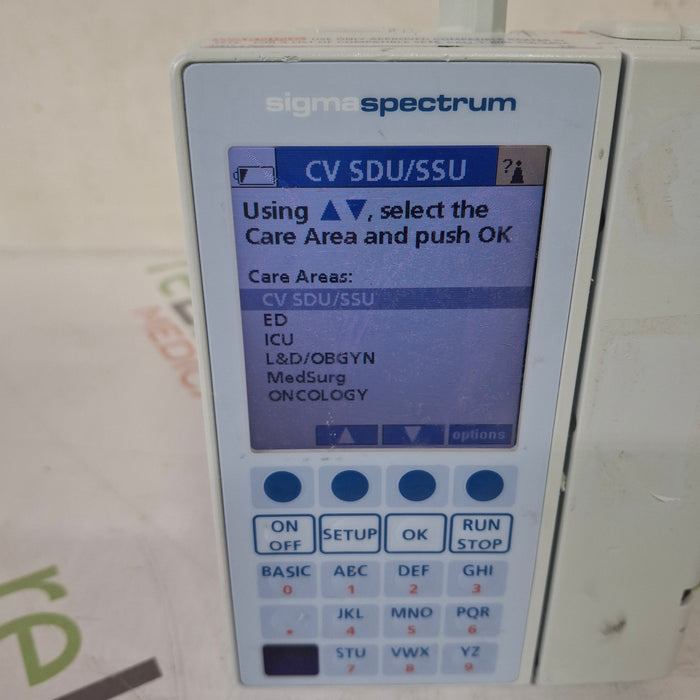 sigmaspectrum
CV SDU/SSU ?
Using ▲▼, select the
Care Area and push OK
Care Areas:
CV SDU/SSU
ED
ICU
L&D/OBGYN
MedSurg
ONCOLOGY
options
ON OFF
SETUP
OK
RUN STOP
BASIC ABC DEF GHI
0 1 2 3
JKL MNO PQR
. 4 5 6
STU VWX YZ
7 8 9